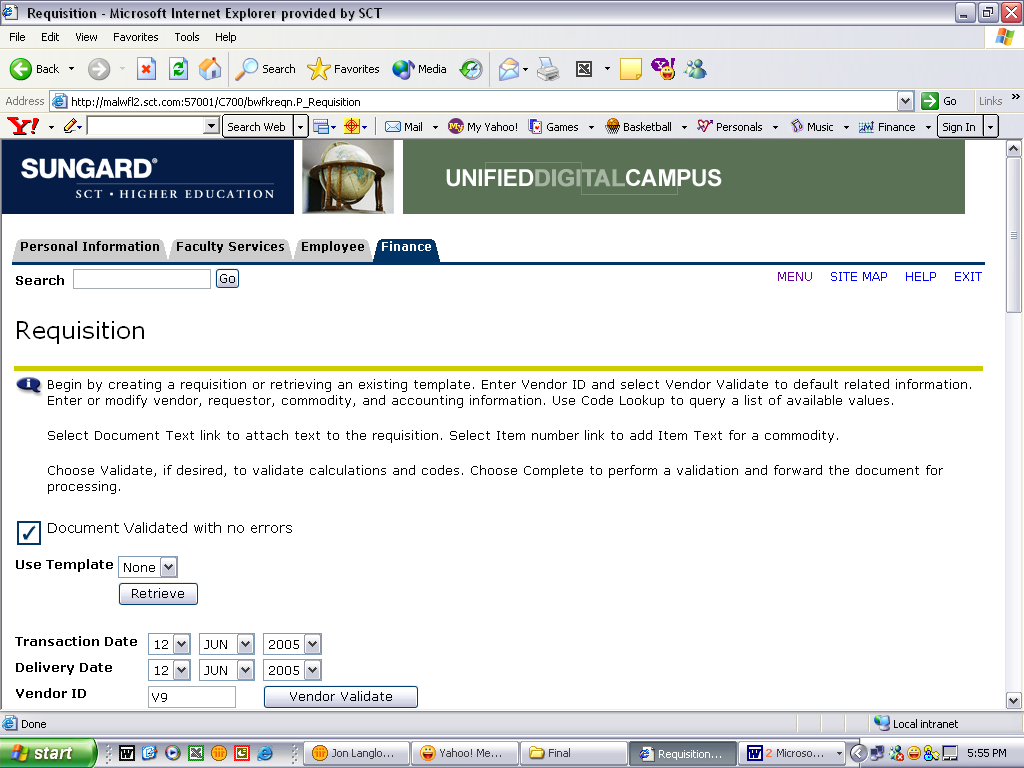 Requisition - Microsoft Internet Explorer provided by SCT
File Edit View Favorites Tools Help
Back Search Favorites Media
Address http://malwfl2.sct.com:57001/C700/bwfkreqn.P_Requisition Go Links »
Y! Search Web Mail My Yahoo! Games Basketball Personals Music Finance Sign In
SUNGARD®
SCT • HIGHER EDUCATION
UNIFIEDDIGITALCAMPUS
Personal Information Faculty Services Employee Finance
Search Go MENU SITE MAP HELP EXIT
Requisition
Begin by creating a requisition or retrieving an existing template. Enter Vendor ID and select Vendor Validate to default related information.
Enter or modify vendor, requestor, commodity, and accounting information. Use Code Lookup to query a list of available values.
Select Document Text link to attach text to the requisition. Select Item number link to add Item Text for a commodity.
Choose Validate, if desired, to validate calculations and codes. Choose Complete to perform a validation and forward the document for
processing.
Document Validated with no errors
Use Template None
Retrieve
Transaction Date 12 JUN 2005
Delivery Date 12 JUN 2005
Vendor ID V9 Vendor Validate
Done Local intranet
start Jon Langlo... Yahoo! Me... Final Requisition... 2 Microso... 5:55 PM